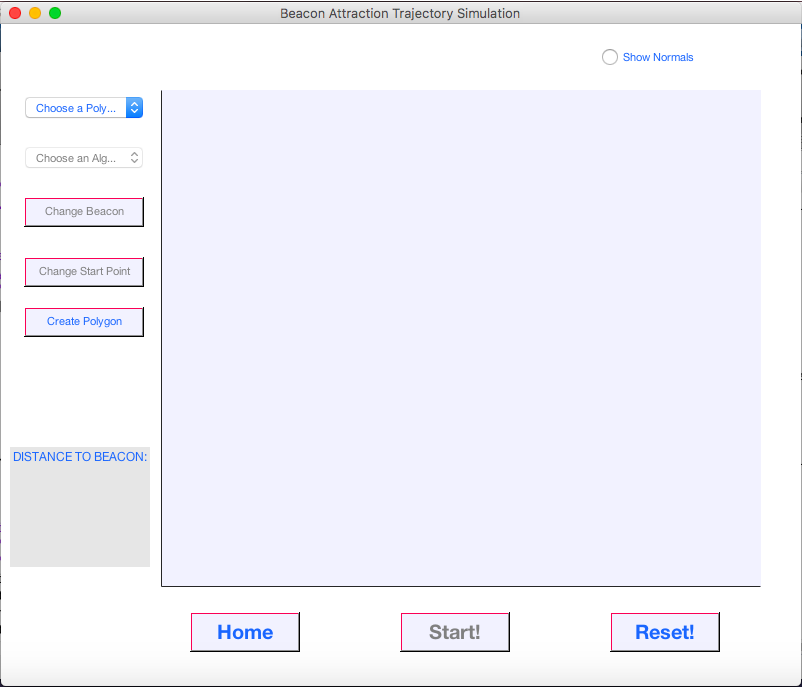 Beacon Attraction Trajectory Simulation
Show Normals
Choose a Poly...
Choose an Alg...
Change Beacon
Change Start Point
Create Polygon
DISTANCE TO BEACON:
Home
Start!
Reset!